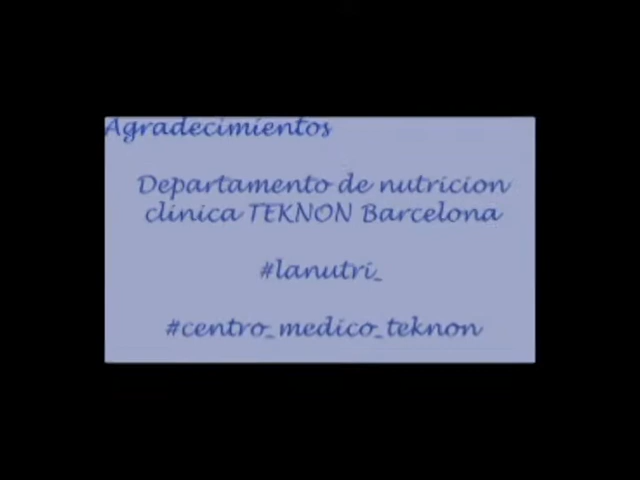 Agradecimientos
Departamento de nutricion
clinica TEKNON Barcelona
#lanutri_
#centro_medico_teknon